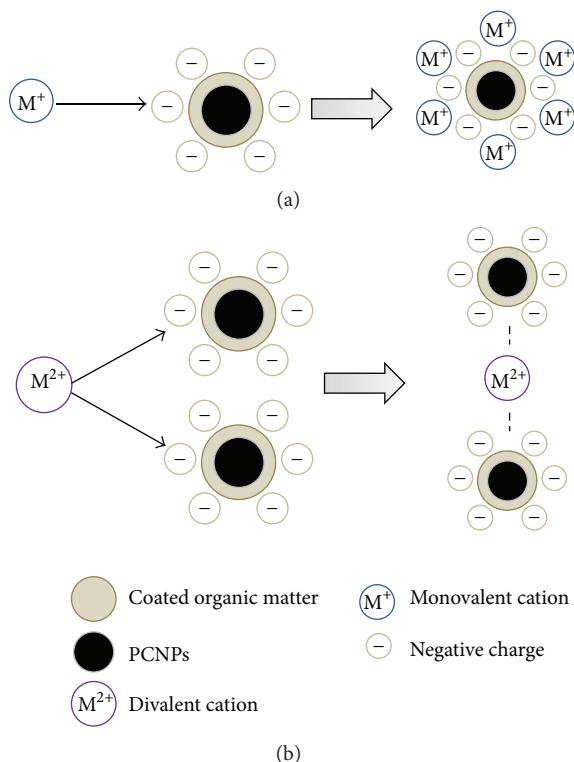 M+
−
−
−
−
−
−
M+
M+
M+
−
−
−
−
−
−
M+
M+
M+
(a)
−
−
−
−
−
−
M2+
−
−
−
−
−
−
−
−
−
−
−
−
M2+
−
−
−
−
−
−
Coated organic matter
M+ Monovalent cation
PCNPs
− Negative charge
M2+ Divalent cation
(b)